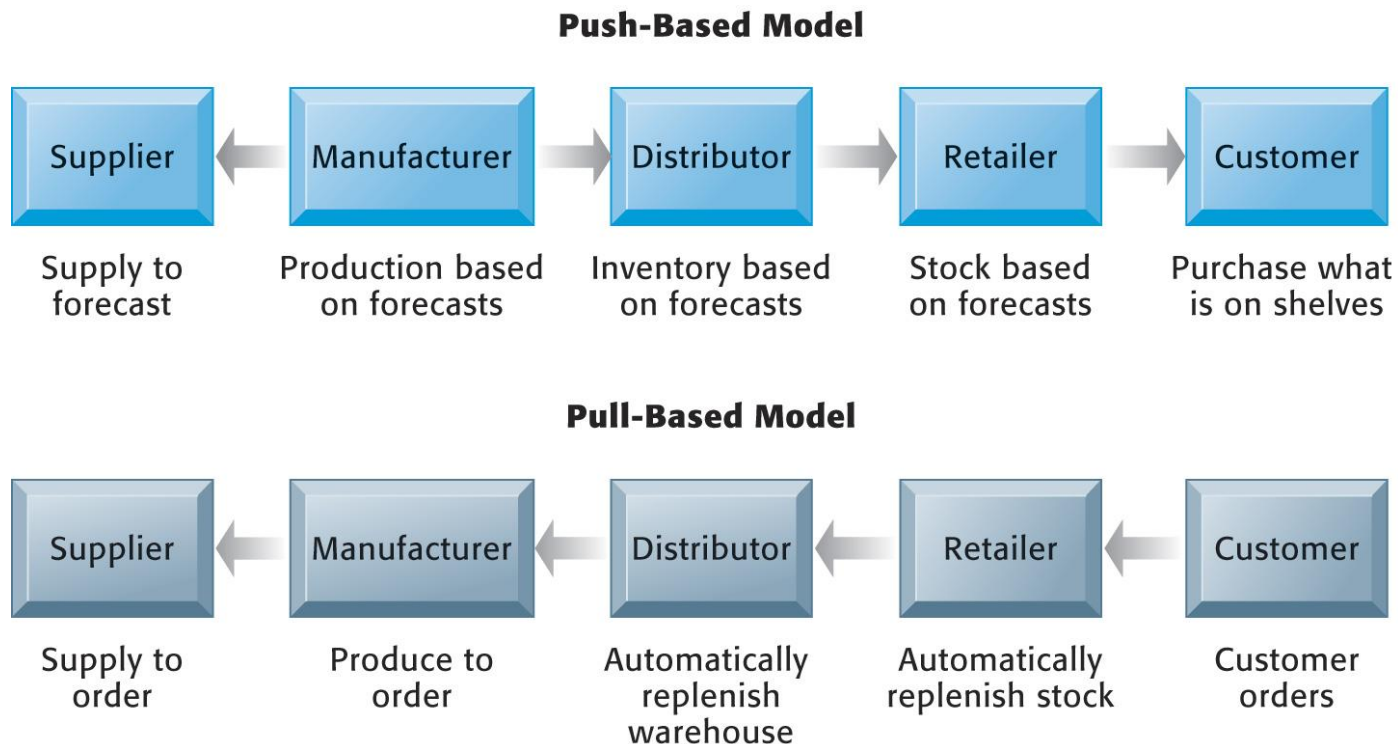 Push-Based Model
Supplier
Manufacturer
Distributor
Retailer
Customer
Supply to
forecast
Production based
on forecasts
Inventory based
on forecasts
Stock based
on forecasts
Purchase what
is on shelves
Pull-Based Model
Supplier
Manufacturer
Distributor
Retailer
Customer
Supply to
order
Produce to
order
Automatically
replenish
warehouse
Automatically
replenish stock
Customer
orders